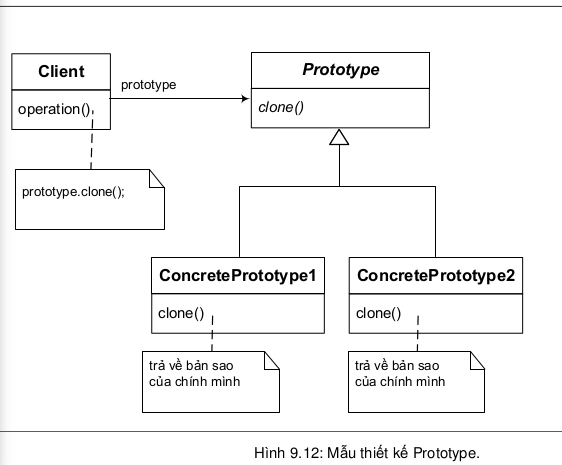 Client
operation()
prototype
Prototype
clone()
prototype.clone();
ConcretePrototype1
clone()
ConcretePrototype2
clone()
trả về bản sao
của chính mình
trả về bản sao
của chính mình
Hình 9.12: Mẫu thiết kế Prototype.